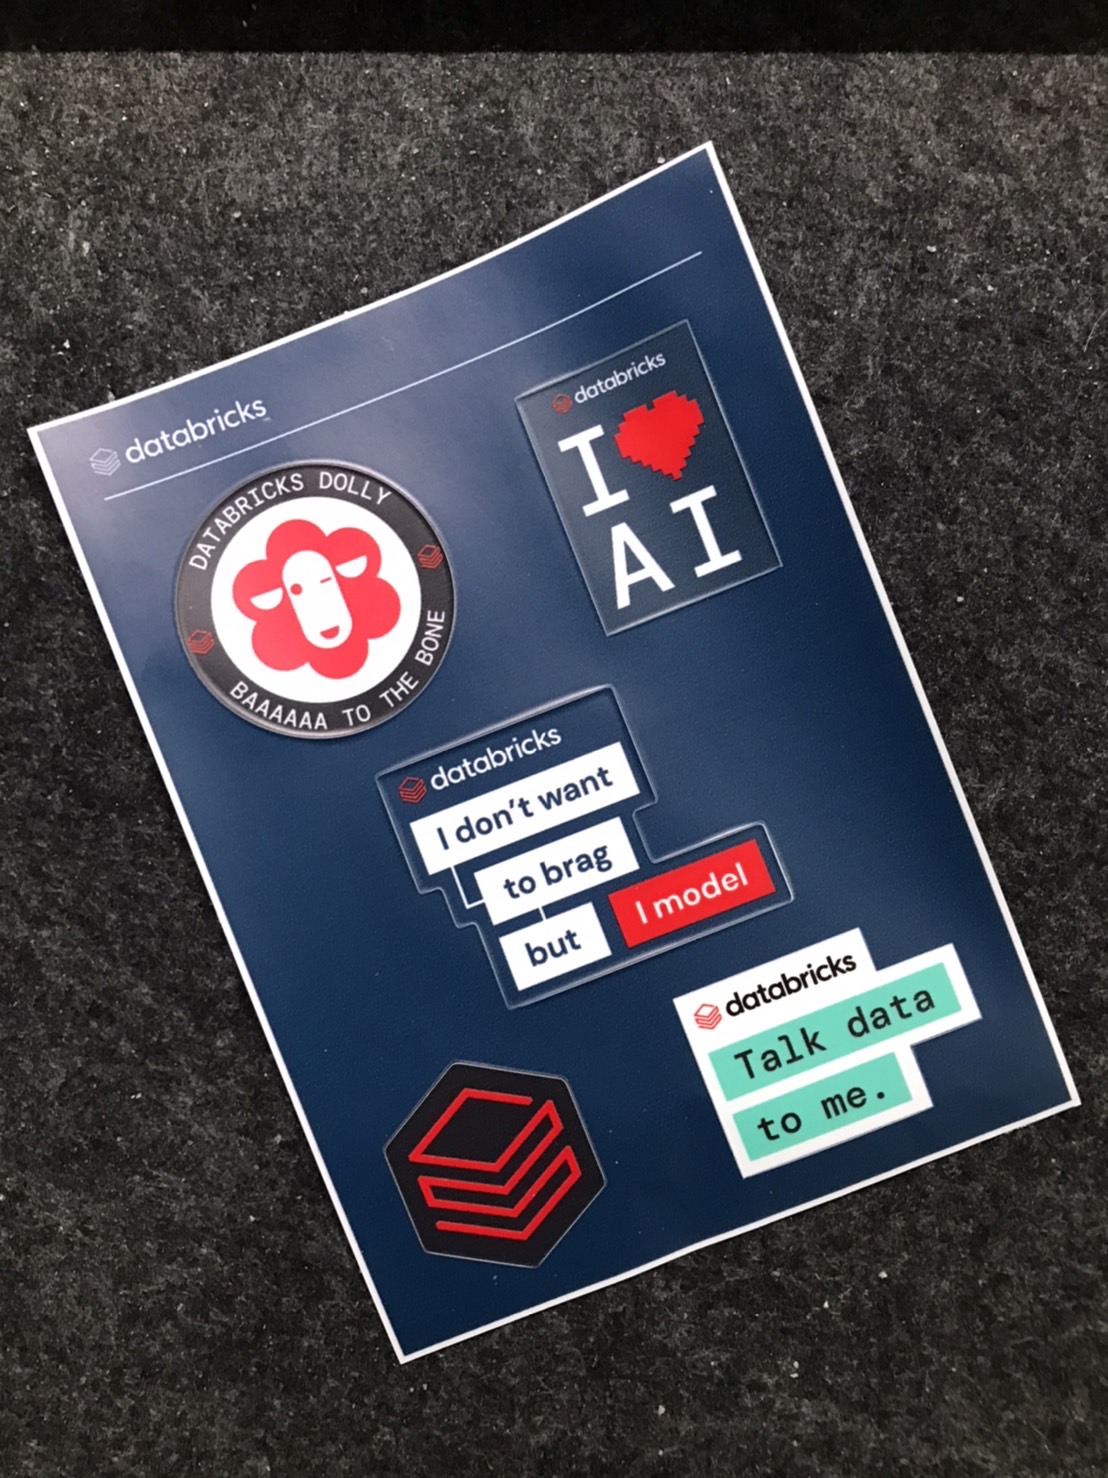 databricks
DATABRICKS DOLLY
BAAAAAA TO THE BONE
databricks
I
AI
databricks
I don't want
to brag
but I model
databricks
Talk data
to me.